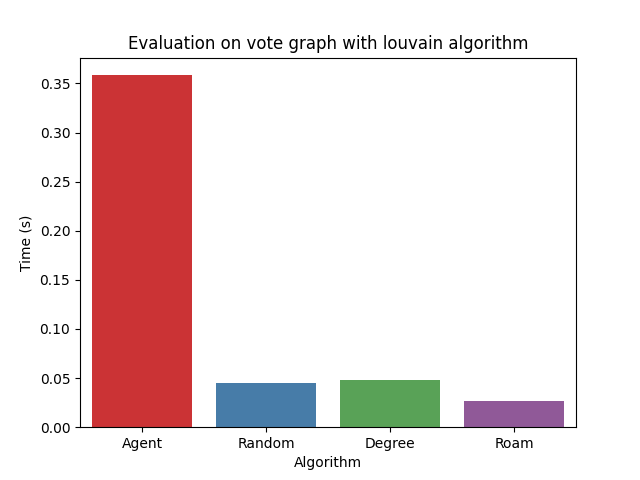 Evaluation on vote graph with louvain algorithm
Time (s)
0.35
0.30
0.25
0.20
0.15
0.10
0.05
0.00
Agent Random Degree Roam
Algorithm